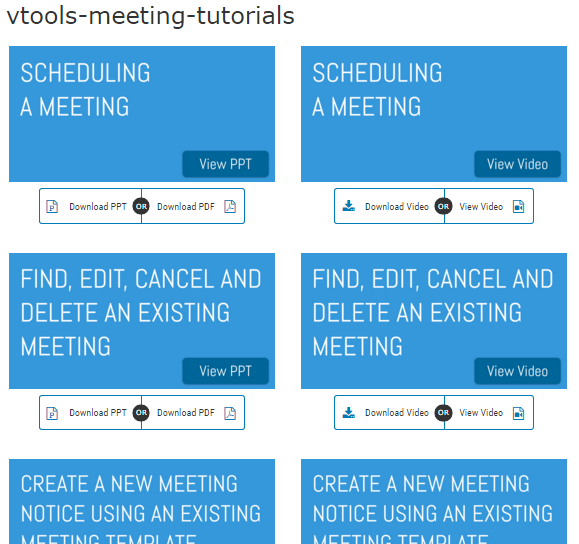 vtools-meeting-tutorials
SCHEDULING
A MEETING
View PPT
Download PPT OR Download PDF
SCHEDULING
A MEETING
View Video
Download Video OR View Video
FIND, EDIT, CANCEL AND
DELETE AN EXISTING
MEETING
View PPT
Download PPT OR Download PDF
FIND, EDIT, CANCEL AND
DELETE AN EXISTING
MEETING
View Video
Download Video OR View Video
CREATE A NEW MEETING
NOTICE USING AN EXISTING
MEETING TEMPLATE
CREATE A NEW MEETING
NOTICE USING AN EXISTING
MEETING TEMPLATE